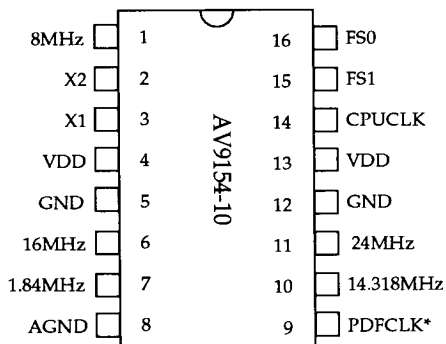 8MHz 1 16 FS0
X2 2 15 FS1
X1 3 14 CPUCLK
VDD 4 13 VDD
GND 5 12 GND
16MHz 6 11 24MHz
1.84MHz 7 10 14.318MHz
AGND 8 9 PDFCLK*
AV9154-10